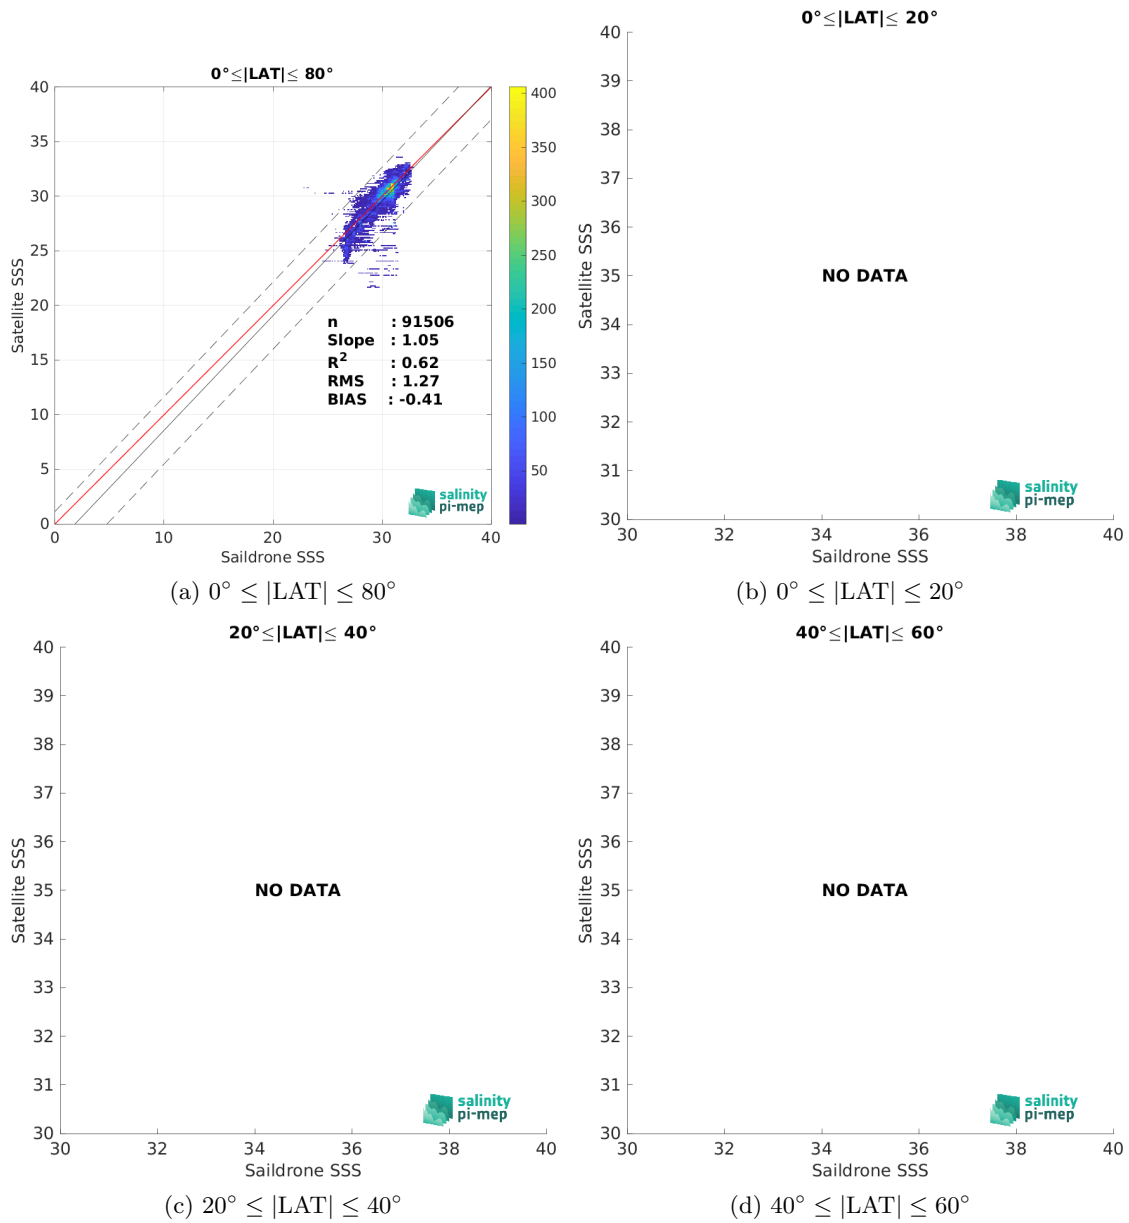 0°≤|LAT|≤ 80°
40
35
30
25
20
15
10
5
0
Satellite SSS
0
10
20
30
40
Saildrone SSS
n : 91506
Slope : 1.05
R² : 0.62
RMS : 1.27
BIAS : -0.41
salinity
pi-mep
400
350
300
250
200
150
100
50
(a) 0° ≤ |LAT| ≤ 80°
0°≤|LAT|≤ 20°
40
39
38
37
36
35
34
33
32
31
30
Satellite SSS
NO DATA
salinity
pi-mep
30
32
34
36
38
40
Saildrone SSS
(b) 0° ≤ |LAT| ≤ 20°
20°≤|LAT|≤ 40°
40
39
38
37
36
35
34
33
32
31
30
Satellite SSS
NO DATA
salinity
pi-mep
30
32
34
36
38
40
Saildrone SSS
(c) 20° ≤ |LAT| ≤ 40°
40°≤|LAT|≤ 60°
40
39
38
37
36
35
34
33
32
31
30
Satellite SSS
NO DATA
salinity
pi-mep
30
32
34
36
38
40
Saildrone SSS
(d) 40° ≤ |LAT| ≤ 60°